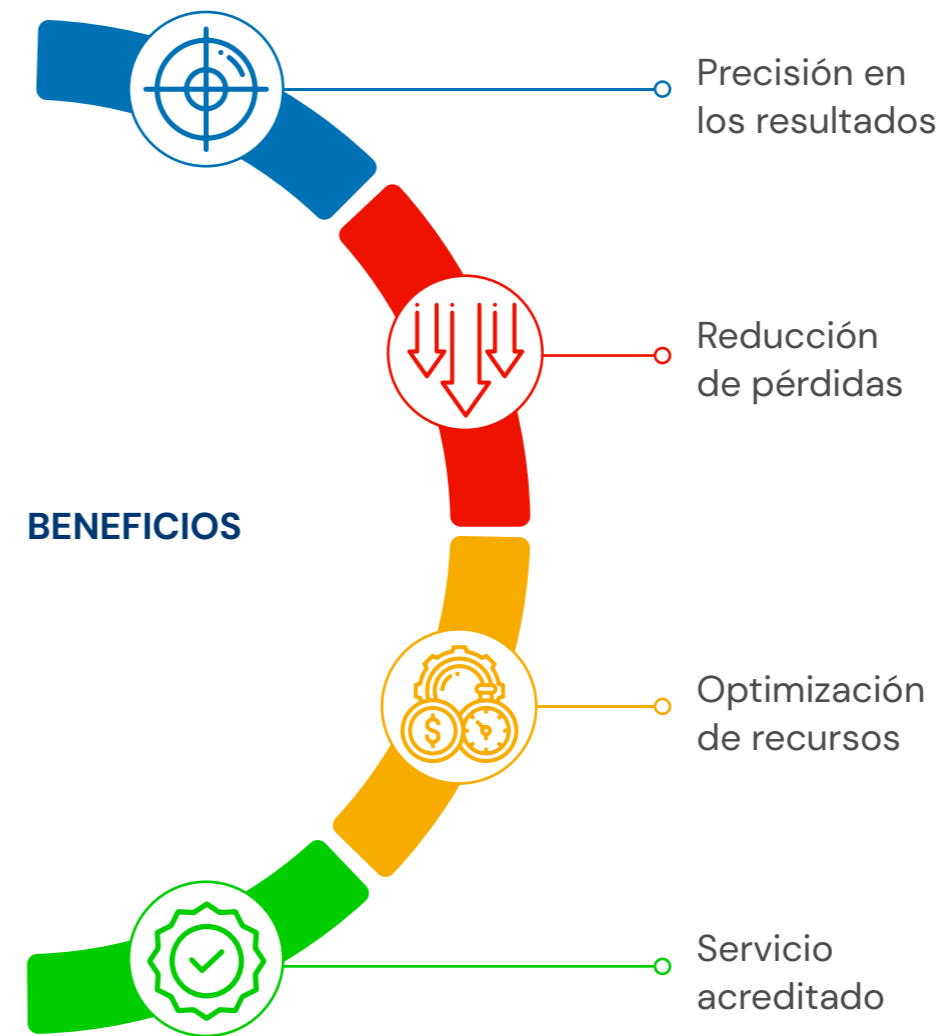 Precisión en
los resultados
Reducción
de pérdidas
BENEFICIOS
$
Optimización
de recursos
Servicio
acreditado